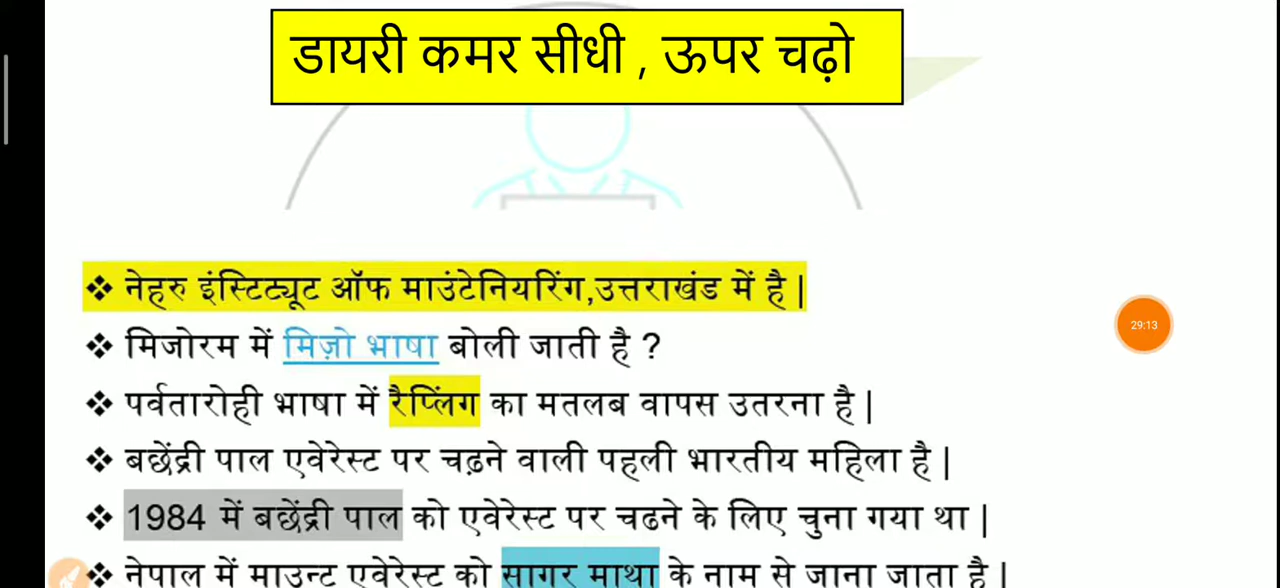 डायरी कमर सीधी , ऊपर चढ़ो
❖ नेहरु इंस्टिट्यूट ऑफ माउंटेनियरिंग,उत्तराखंड में है |
29:13
❖ मिजोरम में मिज़ो भाषा बोली जाती है ?
❖ पर्वतारोही भाषा में रैप्लिंग का मतलब वापस उतरना है |
❖ बछेंद्री पाल एवेरेस्ट पर चढ़ने वाली पहली भारतीय महिला है |
❖ 1984 में बछेंद्री पाल को एवेरेस्ट पर चढने के लिए चुना गया था |
❖ नेपाल में माउन्ट एवेरेस्ट को सागर माथा के नाम से जाना जाता है |